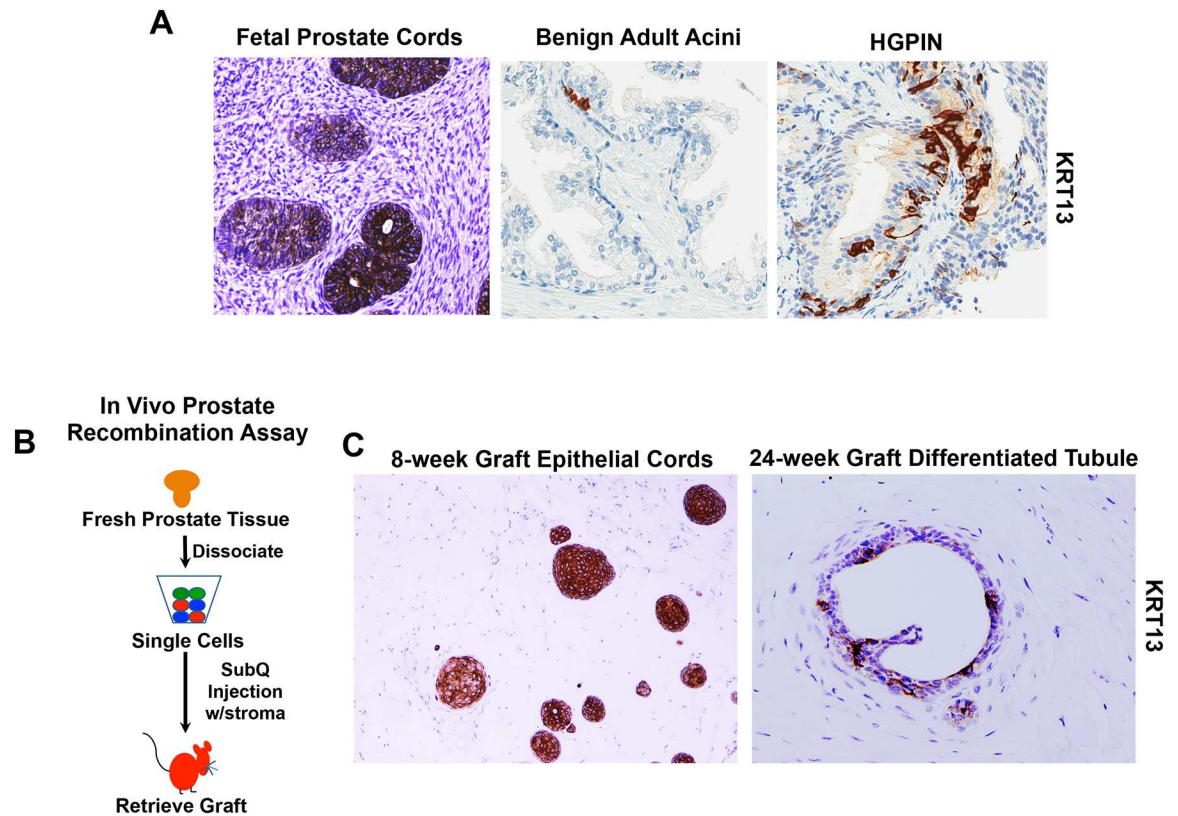 A
Fetal Prostate Cords
Benign Adult Acini
HGPIN
KRT13
B
In Vivo Prostate
Recombination Assay
Fresh Prostate Tissue
Dissociate
Single Cells
SubQ
Injection
w/stroma
Retrieve Graft
C
8-week Graft Epithelial Cords
24-week Graft Differentiated Tubule
KRT13